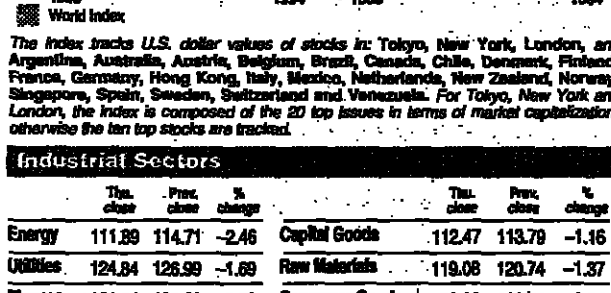 World Index
The Index tracks U.S. dollar values of stocks in: Tokyo, New York, London, an
Argentina, Australia, Austria, Belgium, Brazil, Canada, Chile, Denmark, Finland
France, Germany, Hong Kong, Italy, Mexico, Netherlands, New Zealand, Norway
Singapore, Spain, Sweden, Switzerland and Venezuela. For Tokyo, New York an
London, the index is composed of the 20 top issues in terms of market capitalization
otherwise the ten top stocks are tracked.
Industrial Sectors
Thu. close Prev. close % change Thu. close Prev. close % change
Energy 111.89 114.71 -2.46 Capital Goods 112.47 113.79 -1.16
Utilities 124.84 126.99 -1.69 Raw Materials 119.08 120.74 -1.37